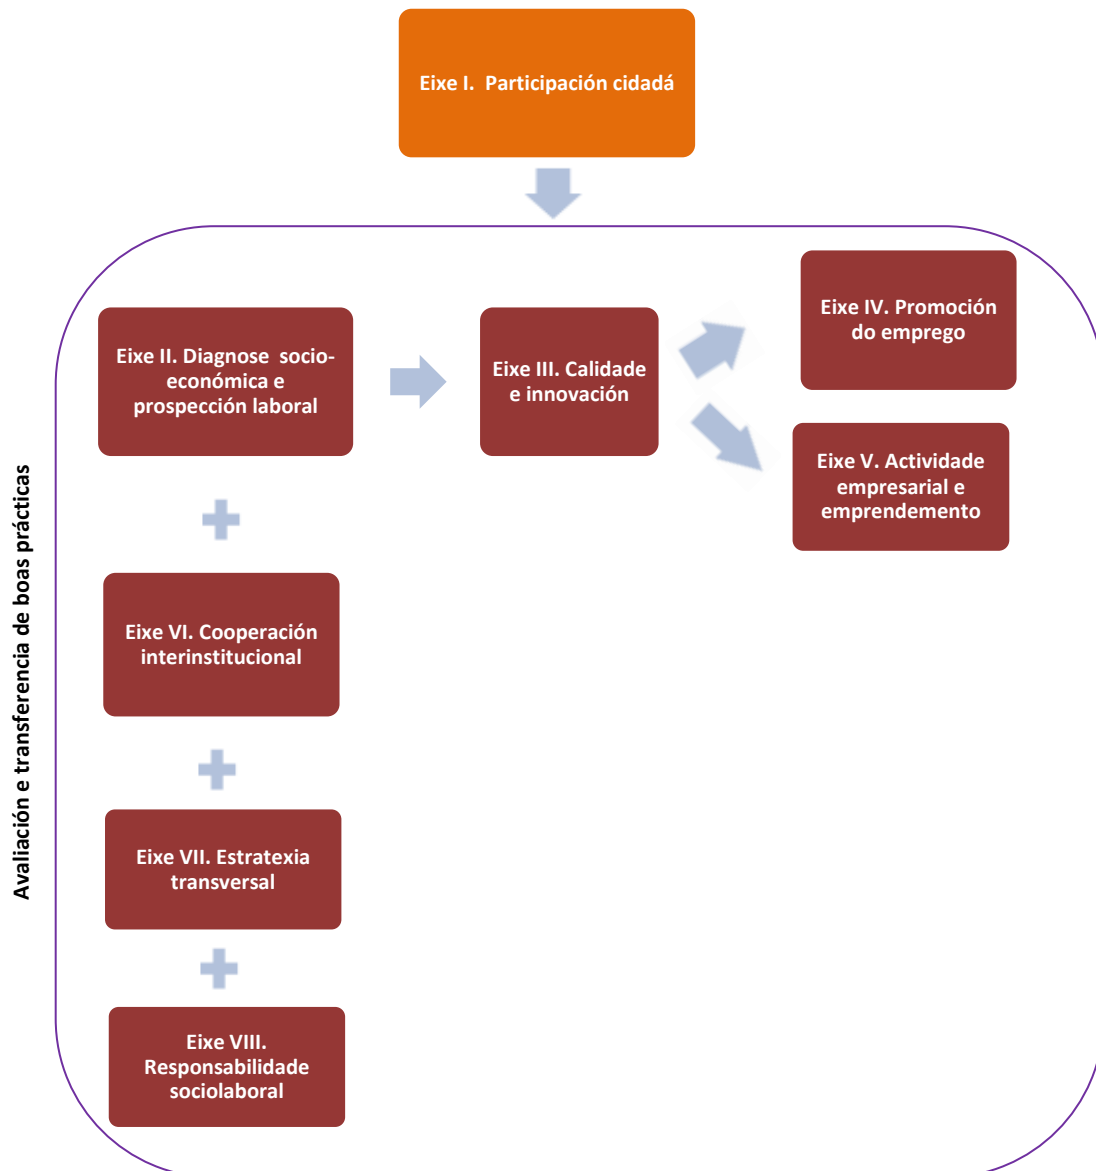 Eixe I. Participación cidadá
Eixe II. Diagnose socio-
económica e
prospección laboral
Eixe III. Calidade
e innovación
Eixe IV. Promoción
do emprego
Eixe V. Actividade
empresarial e
emprendemento
Eixe VI. Cooperación
interinstitucional
Eixe VII. Estratexia
transversal
Eixe VIII.
Responsabilidade
sociolaboral
Avaliación e transferencia de boas prácticas